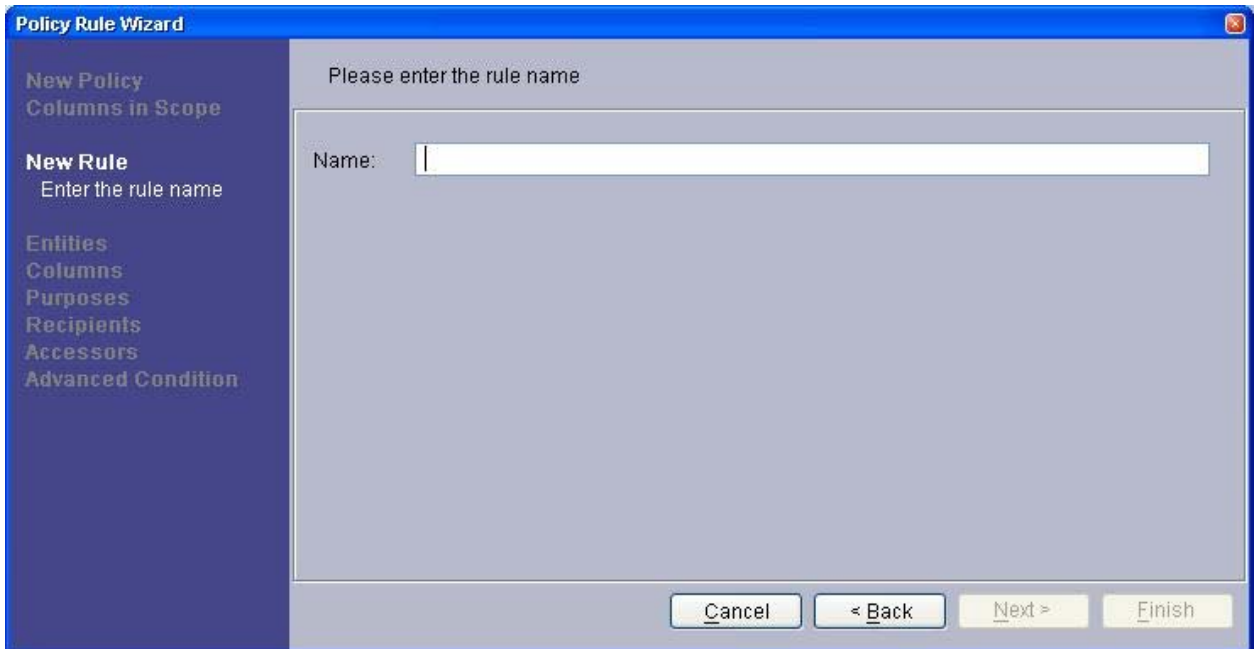 Policy Rule Wizard
New Policy
Columns in Scope
New Rule
Enter the rule name
Entities
Columns
Purposes
Recipients
Accessors
Advanced Condition
Please enter the rule name
Name:
Cancel
< Back
Next >
Finish